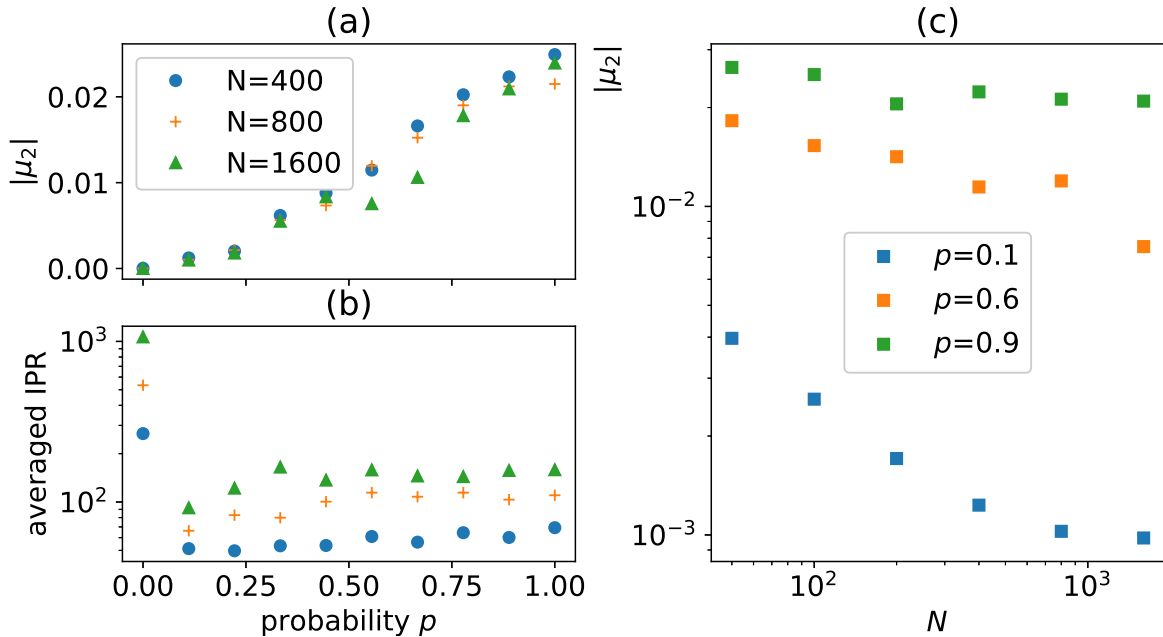 (a)
|μ2|
0.02
0.01
0.00
N=400
N=800
N=1600
(b)
averaged IPR
10^3
10^2
0.00
0.25
0.50
0.75
1.00
probability p
(c)
|μ2|
10^-2
10^-3
p=0.1
p=0.6
p=0.9
10^2
10^3
N